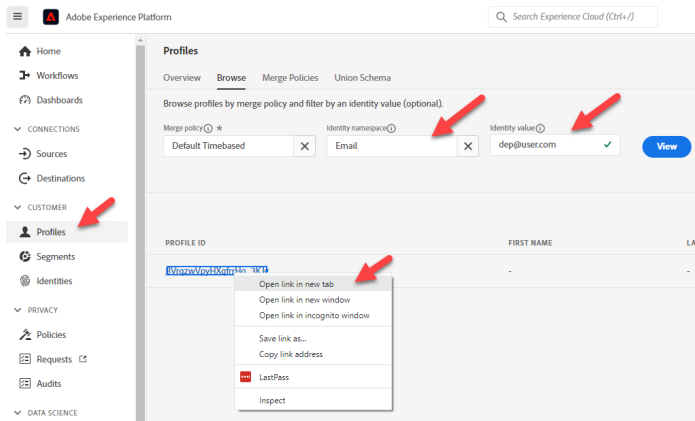 Adobe Experience Platform
Search Experience Cloud (Ctrl+/)
Home
Workflows
Dashboards
CONNECTIONS
Sources
Destinations
CUSTOMER
Profiles
Segments
Identities
PRIVACY
Policies
Requests
Audits
DATA SCIENCE
Profiles
Overview Browse Merge Policies Union Schema
Browse profiles by merge policy and filter by an identity value (optional).
Merge policy * Identity namespace Identity value
Default Timebased Email dep@user.com View
PROFILE ID FIRST NAME LA
- -
Open link in new tab
Open link in new window
Open link in incognito window
Save link as...
Copy link address
LastPass
Inspect